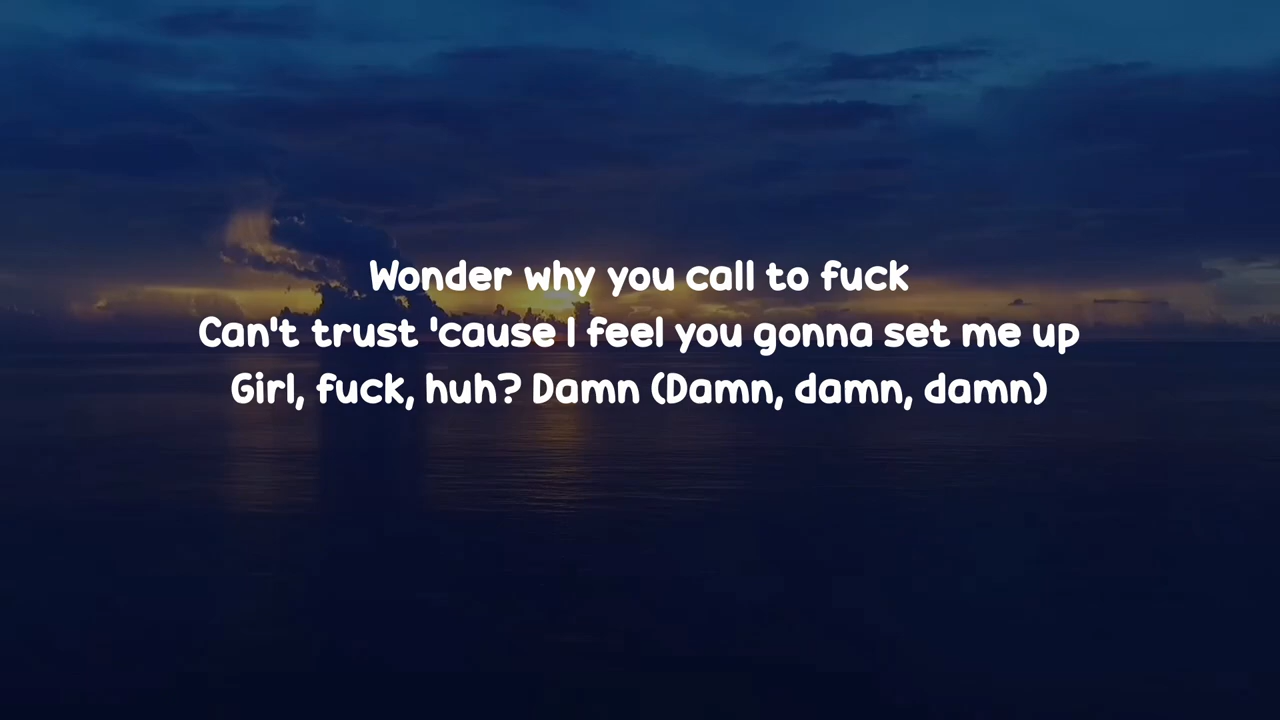 Wonder why you call to fuck
Can't trust 'cause I feel you gonna set me up
Girl, fuck, huh? Damn (Damn, damn, damn)